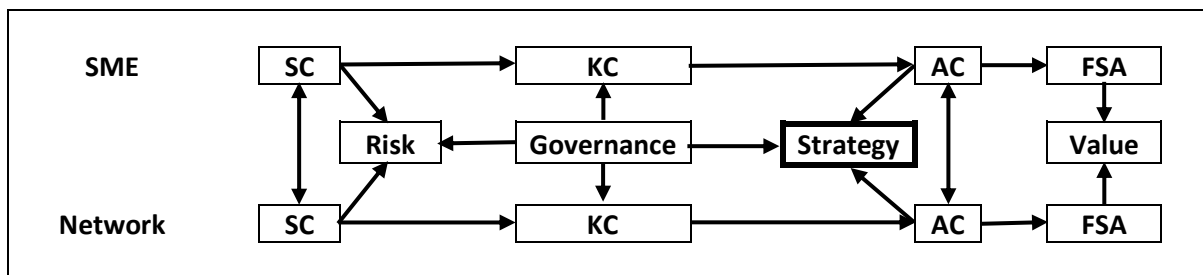 SME SC KC AC FSA
Risk Governance Strategy Value
Network SC KC AC FSA